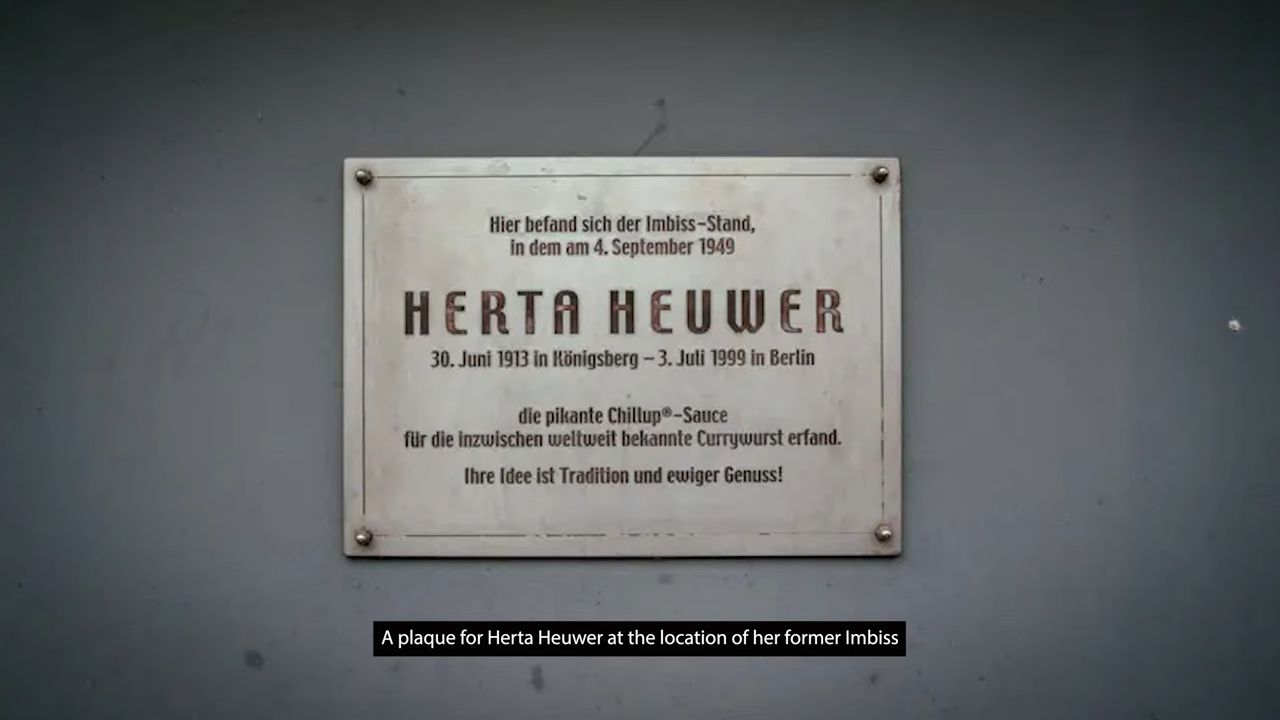 Hier befand sich der Imbiss-Stand,
in dem am 4. September 1949
HERTA HEUWER
30. Juni 1913 in Königsberg – 3. Juli 1999 in Berlin
die pikante Chillup®-Sauce
für die inzwischen weltweit bekannte Currywurst erfand.
Ihre Idee ist Tradition und ewiger Genuss!
A plaque for Herta Heuwer at the location of her former Imbiss